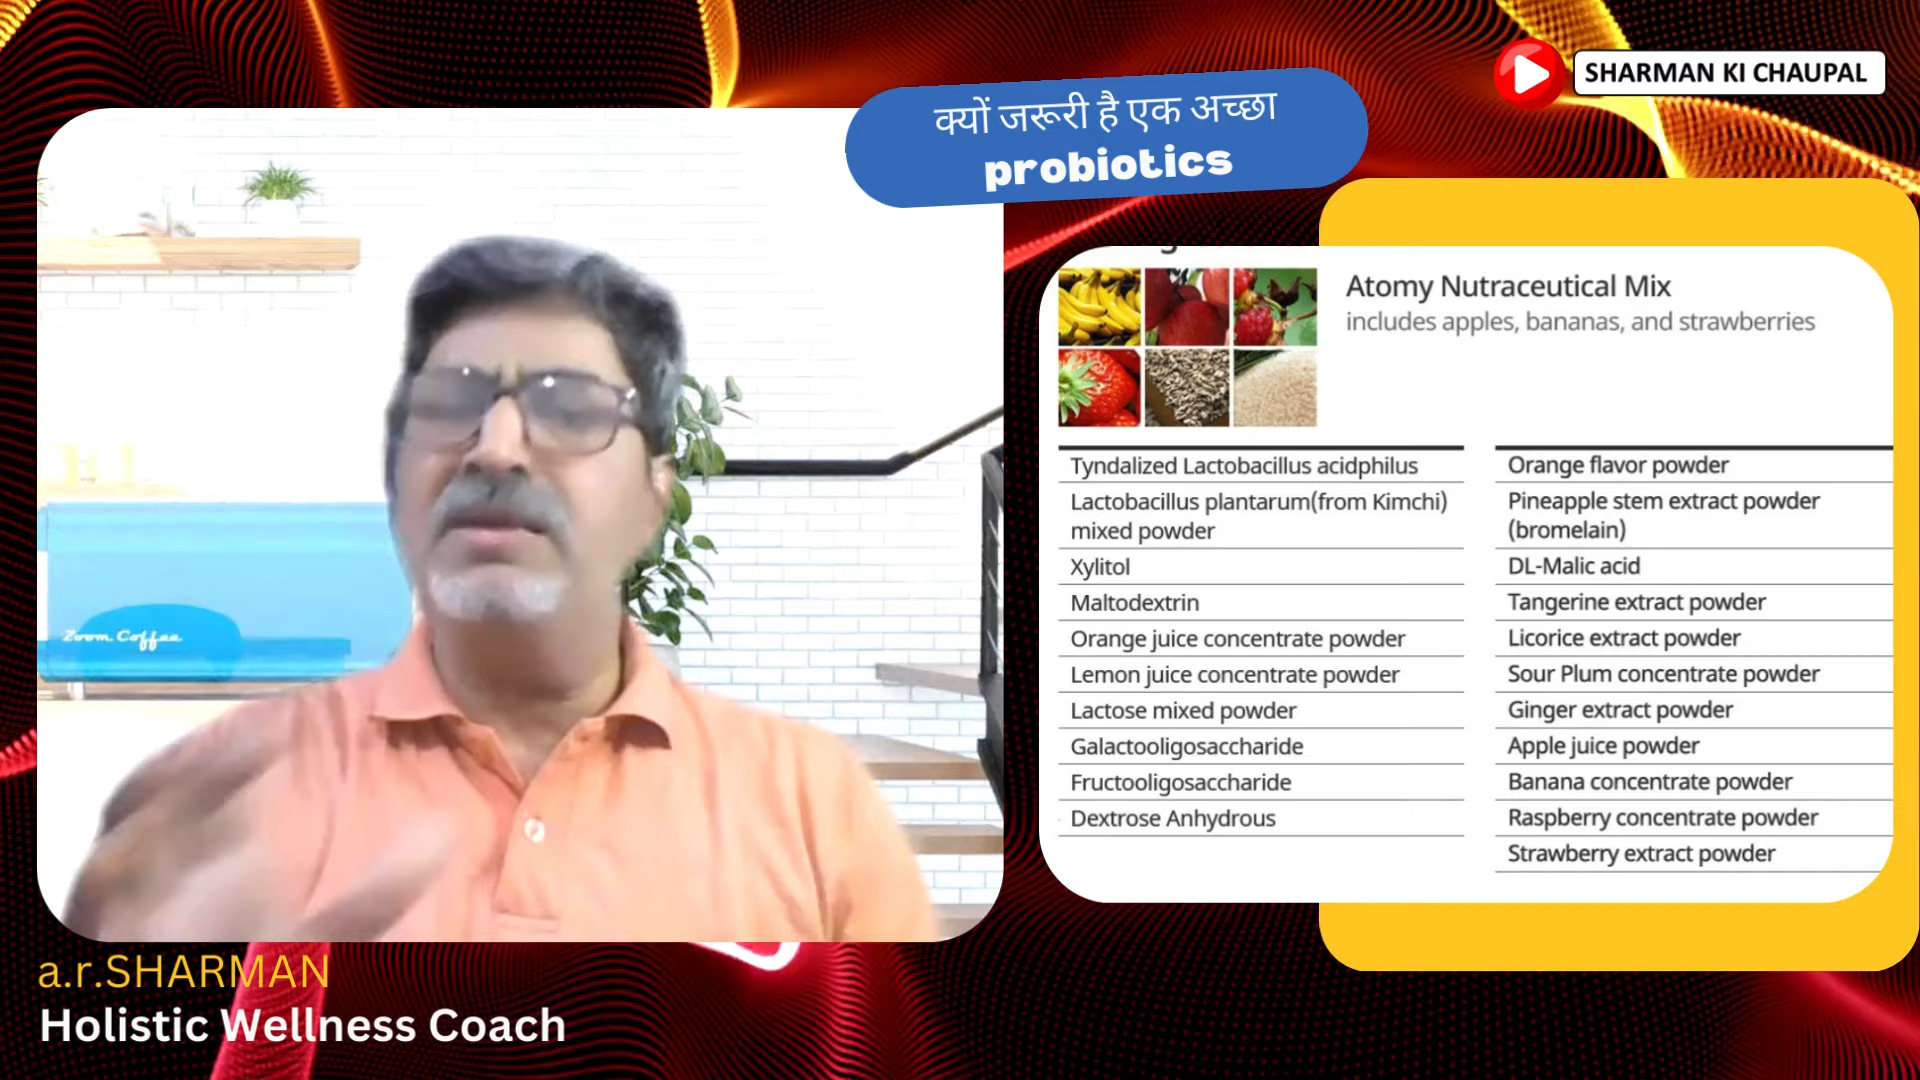 SHARMAN KI CHAUPAL
क्यों जरूरी है एक अच्छा
probiotics
Atomy Nutraceutical Mix
includes apples, bananas, and strawberries
Tyndalized Lactobacillus acidphilus
Lactobacillus plantarum(from Kimchi)
mixed powder
Xylitol
Maltodextrin
Orange juice concentrate powder
Lemon juice concentrate powder
Lactose mixed powder
Galactooligosaccharide
Fructooligosaccharide
Dextrose Anhydrous
Orange flavor powder
Pineapple stem extract powder
(bromelain)
DL-Malic acid
Tangerine extract powder
Licorice extract powder
Sour Plum concentrate powder
Ginger extract powder
Apple juice powder
Banana concentrate powder
Raspberry concentrate powder
Strawberry extract powder
Zoom Coffee
a.r.SHARMAN
Holistic Wellness Coach